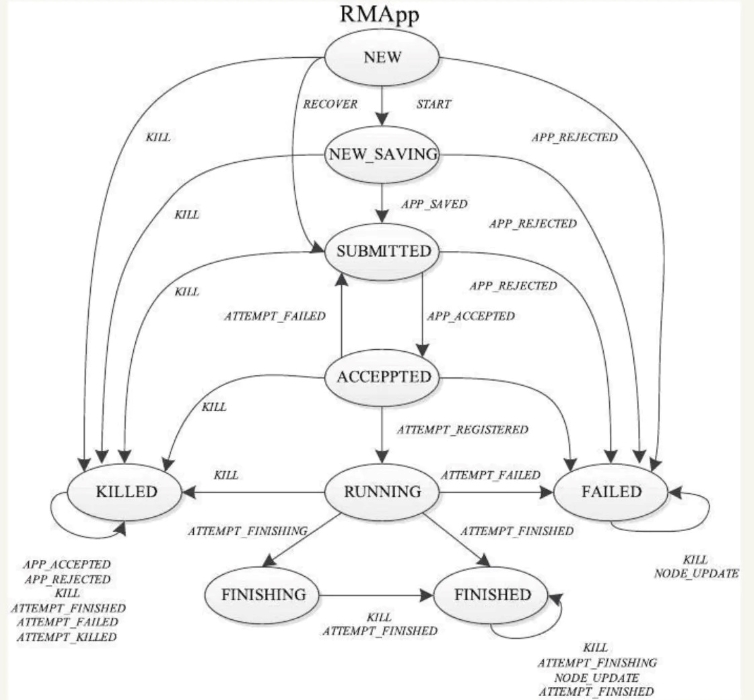 RMApp
NEW
RECOVER
START
KILL
APP_REJECTED
NEW_SAVING
APP_SAVED
KILL
APP_REJECTED
SUBMITTED
KILL
APP_REJECTED
ATTEMPT_FAILED
APP_ACCEPTED
ACCEPPTED
KILL
ATTEMPT_REGISTERED
KILLED
KILL
RUNNING
ATTEMPT_FAILED
FAILED
ATTEMPT_FINISHING
ATTEMPT_FINISHED
APP_ACCEPTED
APP_REJECTED
KILL
ATTEMPT_FINISHED
ATTEMPT_FAILED
ATTEMPT_KILLED
KILL
NODE_UPDATE
FINISHING
FINISHED
KILL
ATTEMPT_FINISHED
KILL
ATTEMPT_FINISHING
NODE_UPDATE
ATTEMPT_FINISHED